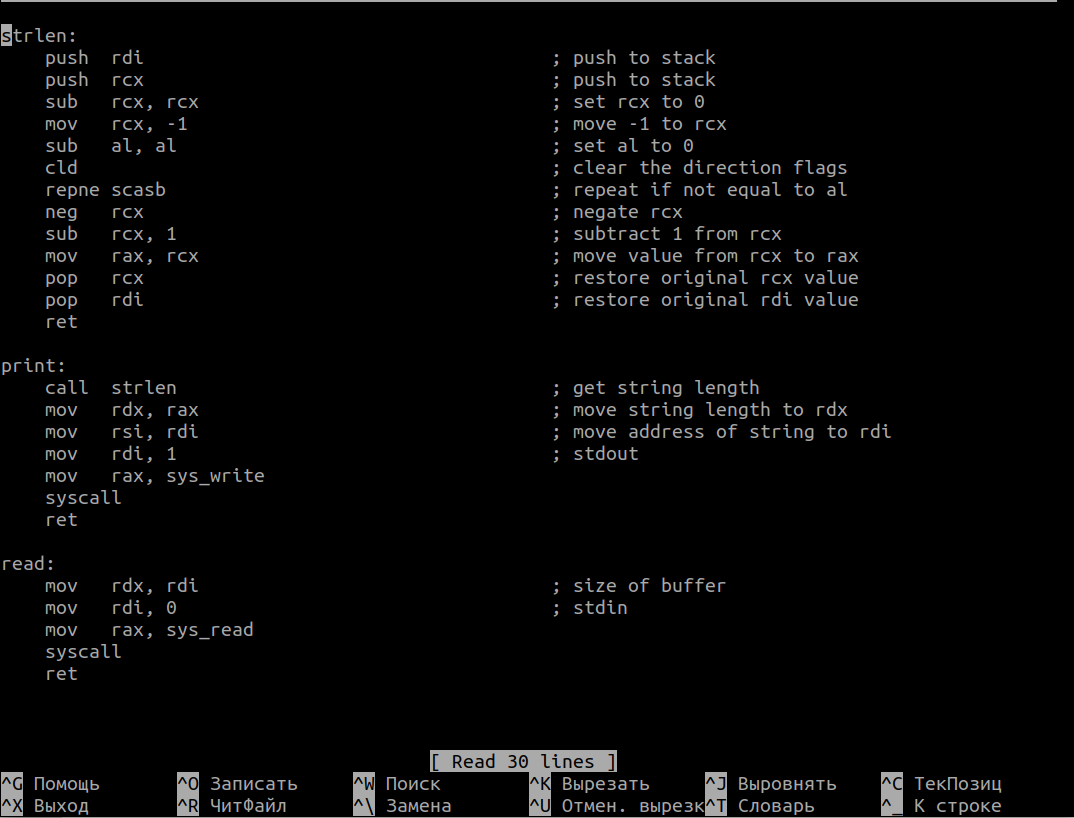 strlen:
    push  rdi                                     ; push to stack
    push  rcx                                     ; push to stack
    sub   rcx, rcx                                ; set rcx to 0
    mov   rcx, -1                                 ; move -1 to rcx
    sub   al, al                                  ; set al to 0
    cld                                           ; clear the direction flags
    repne scasb                                   ; repeat if not equal to al
    neg   rcx                                     ; negate rcx
    sub   rcx, 1                                  ; subtract 1 from rcx
    mov   rax, rcx                                ; move value from rcx to rax
    pop   rcx                                     ; restore original rcx value
    pop   rdi                                     ; restore original rdi value
    ret

print:
    call  strlen                                  ; get string length
    mov   rdx, rax                                ; move string length to rdx
    mov   rsi, rdi                                ; move address of string to rdi
    mov   rdi, 1                                  ; stdout
    mov   rax, sys_write
    syscall
    ret

read:
    mov   rdx, rdi                                ; size of buffer
    mov   rdi, 0                                  ; stdin
    mov   rax, sys_read
    syscall
    ret

[ Read 30 lines ]
^G Помощь ^O Записать ^W Поиск ^K Вырезать ^J Выровнять ^C ТекПозиц
^X Выход ^R ЧитФайл ^\ Замена ^U Отмен. вырезк ^T Словарь ^_ К строке